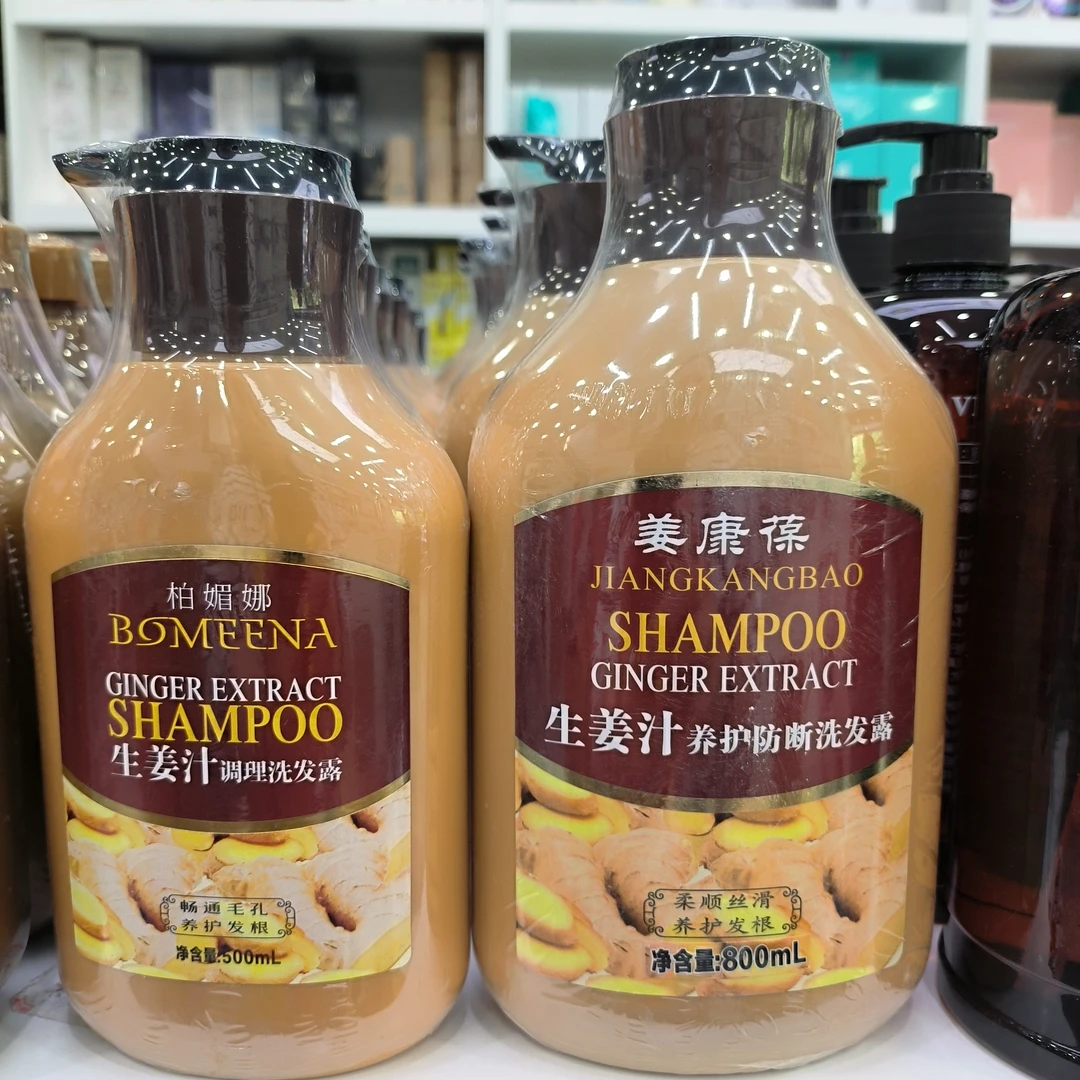 柏媚娜
BOMEENA
GINGER EXTRACT
SHAMPOO
生姜汁调理洗发露
畅通毛孔
养护发根
净含量:500mL
姜康葆
JIANGKANGBAO
SHAMPOO
GINGER EXTRACT
生姜汁养护防断洗发露
柔顺丝滑
养护发根
净含量:800mL